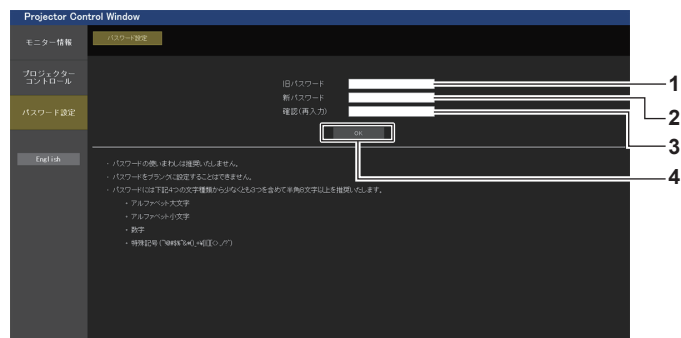 Projector Control Window
モニター情報
パスワード設定
プロジェクター
コントロール
パスワード設定
English
旧パスワード
新パスワード
確認(再入力)
OK
1
2
3
4
・ パスワードの使いまわしは推奨いたしません。
・ パスワードをブランクに設定することはできません。
・ パスワードには下記4つの文字種類から少なくとも3つを含めて半角8文字以上を推奨いたします。
・ アルファベット大文字
・ アルファベット小文字
・ 数字
・ 特殊記号